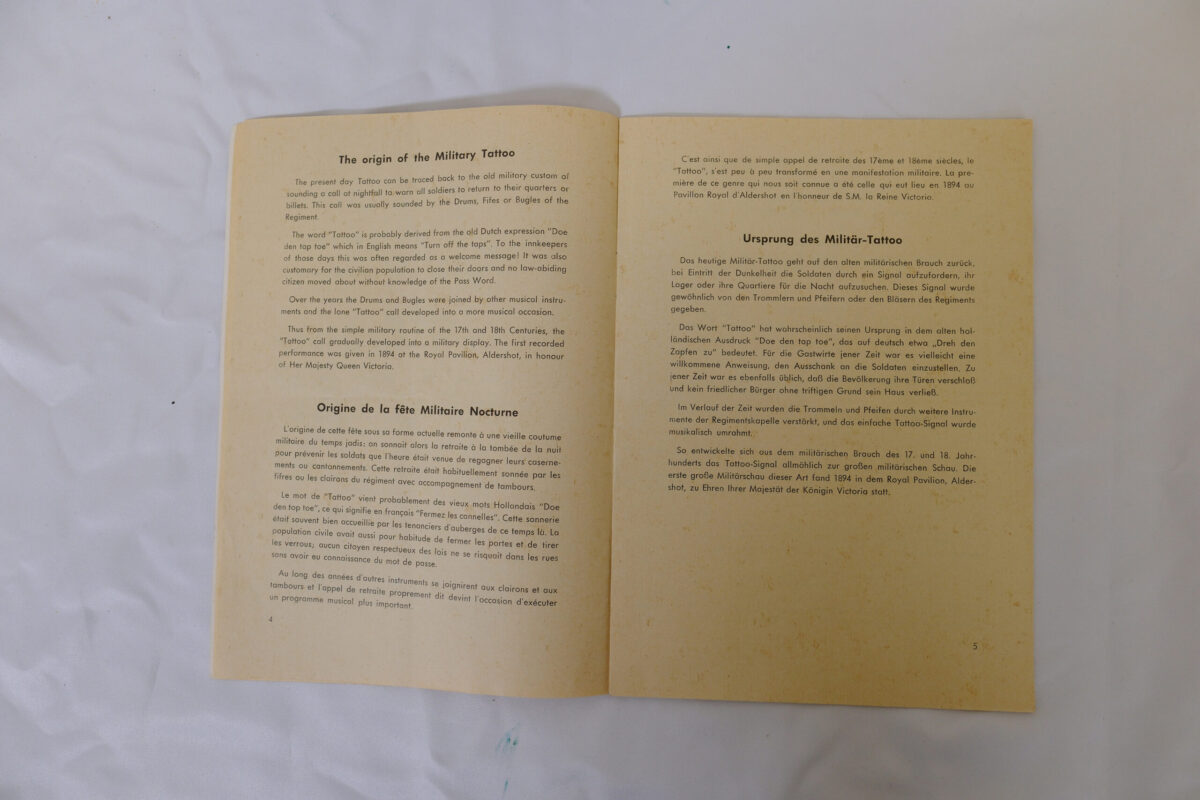 The origin of the Military Tattoo
The present day Tattoo can be traced back to the old military custom of
sounding a call at nightfall to warn all soldiers to return to their quarters or
billets. This call was usually sounded by the Drums, Fifes or Bugles of the
Regiment.
The word "Tattoo" is probably derived from the old Dutch expression "Doe
den tap toe" which in English means "Turn off the taps". To the innkeepers
of those days this was often regarded as a welcome message! It was also
customary for the civilian population to close their doors and no law-abiding
citizen moved about without knowledge of the Pass Word.
Over the years the Drums and Bugles were joined by other musical instru-
ments and the lone "Tattoo" call developed into a more musical occasion.
Thus from the simple military routine of the 17th and 18th Centuries, the
"Tattoo" call gradually developed into a military display. The first recorded
performance was given in 1894 at the Royal Pavilion, Aldershot, in honour
of Her Majesty Queen Victoria.
Origine de la fête Militaire Nocturne
L'origine de cette fête sous sa forme actuelle remonte à une vieille coutume
militaire du temps jadis: on sonnait alors la retraite à la tombée de la nuit
pour prévenir les soldats que l'heure était venue de regagner leurs caserne-
ments ou cantonnements. Cette retraite était habituellement sonnée par les
fifres ou les clairons du régiment avec accompagnement de tambours.
Le mot de "Tattoo" vient probablement des vieux mots Hollandais "Doe
den top toe", ce qui signifie en français "Fermez les cannelles". Cette sonnerie
était souvent bien accueillie par les tenanciers d'auberges de ce temps là. La
population civile avait aussi pour habitude de fermer les portes et de tirer
les verrous; aucun citoyen respectueux des lois ne se risquait dans les rues
sans avoir eu connaissance du mot de passe.
Au long des années d'autres instruments se joignirent aux clairons et aux
tambours et l'appel de retraite proprement dit devint l'occasion d'exécuter
un programme musical plus important.
4
C'est ainsi que de simple appel de retraite des 17ème et 18ème siècles, le
"Tattoo", s'est peu à peu transformé en une manifestation militaire. La pre-
mière de ce genre qui nous soit connue a été celle qui eut lieu en 1894 au
Pavillon Royal d'Aldershot en l'honneur de S.M. la Reine Victoria.
Ursprung des Militär-Tattoo
Das heutige Militär-Tattoo geht auf den alten militärischen Brauch zurück,
bei Eintritt der Dunkelheit die Soldaten durch ein Signal aufzufordern, ihr
Lager oder ihre Quartiere für die Nacht aufzusuchen. Dieses Signal wurde
gewöhnlich von den Trommlern und Pfeifern oder den Bläsern des Regiments
gegeben.
Das Wort "Tattoo" hat wahrscheinlich seinen Ursprung in dem alten hol-
ländischen Ausdruck "Doe den tap toe", das auf deutsch etwa „Dreh den
Zapfen zu" bedeutet. Für die Gastwirte jener Zeit war es vielleicht eine
willkommene Anweisung, den Ausschank an die Soldaten einzustellen. Zu
jener Zeit war es ebenfalls üblich, daß die Bevölkerung ihre Türen verschloß
und kein friedlicher Bürger ohne triftigen Grund sein Haus verließ.
Im Verlauf der Zeit wurden die Trommeln und Pfeifen durch weitere Instru-
mente der Regimentskapelle verstärkt, und das einfache Tattoo-Signal wurde
musikalisch umrahmt.
So entwickelte sich aus dem militärischen Brauch des 17. und 18. Jahr-
hunderts das Tattoo-Signal allmählich zur großen militärischen Schau. Die
erste große Militärschau dieser Art fand 1894 in dem Royal Pavilion, Alder-
shot, zu Ehren Ihrer Majestät der Königin Victoria statt.
5